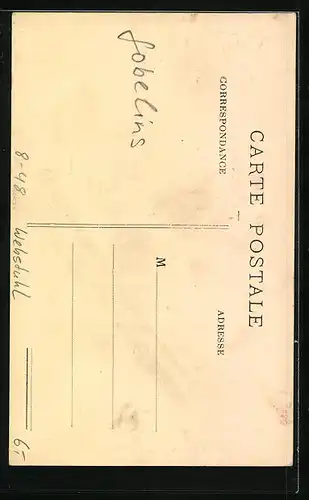 CARTE POSTALE
CORRESPONDANCE
ADRESSE
M
Gobelins
8-48 Webstuhl
6,-